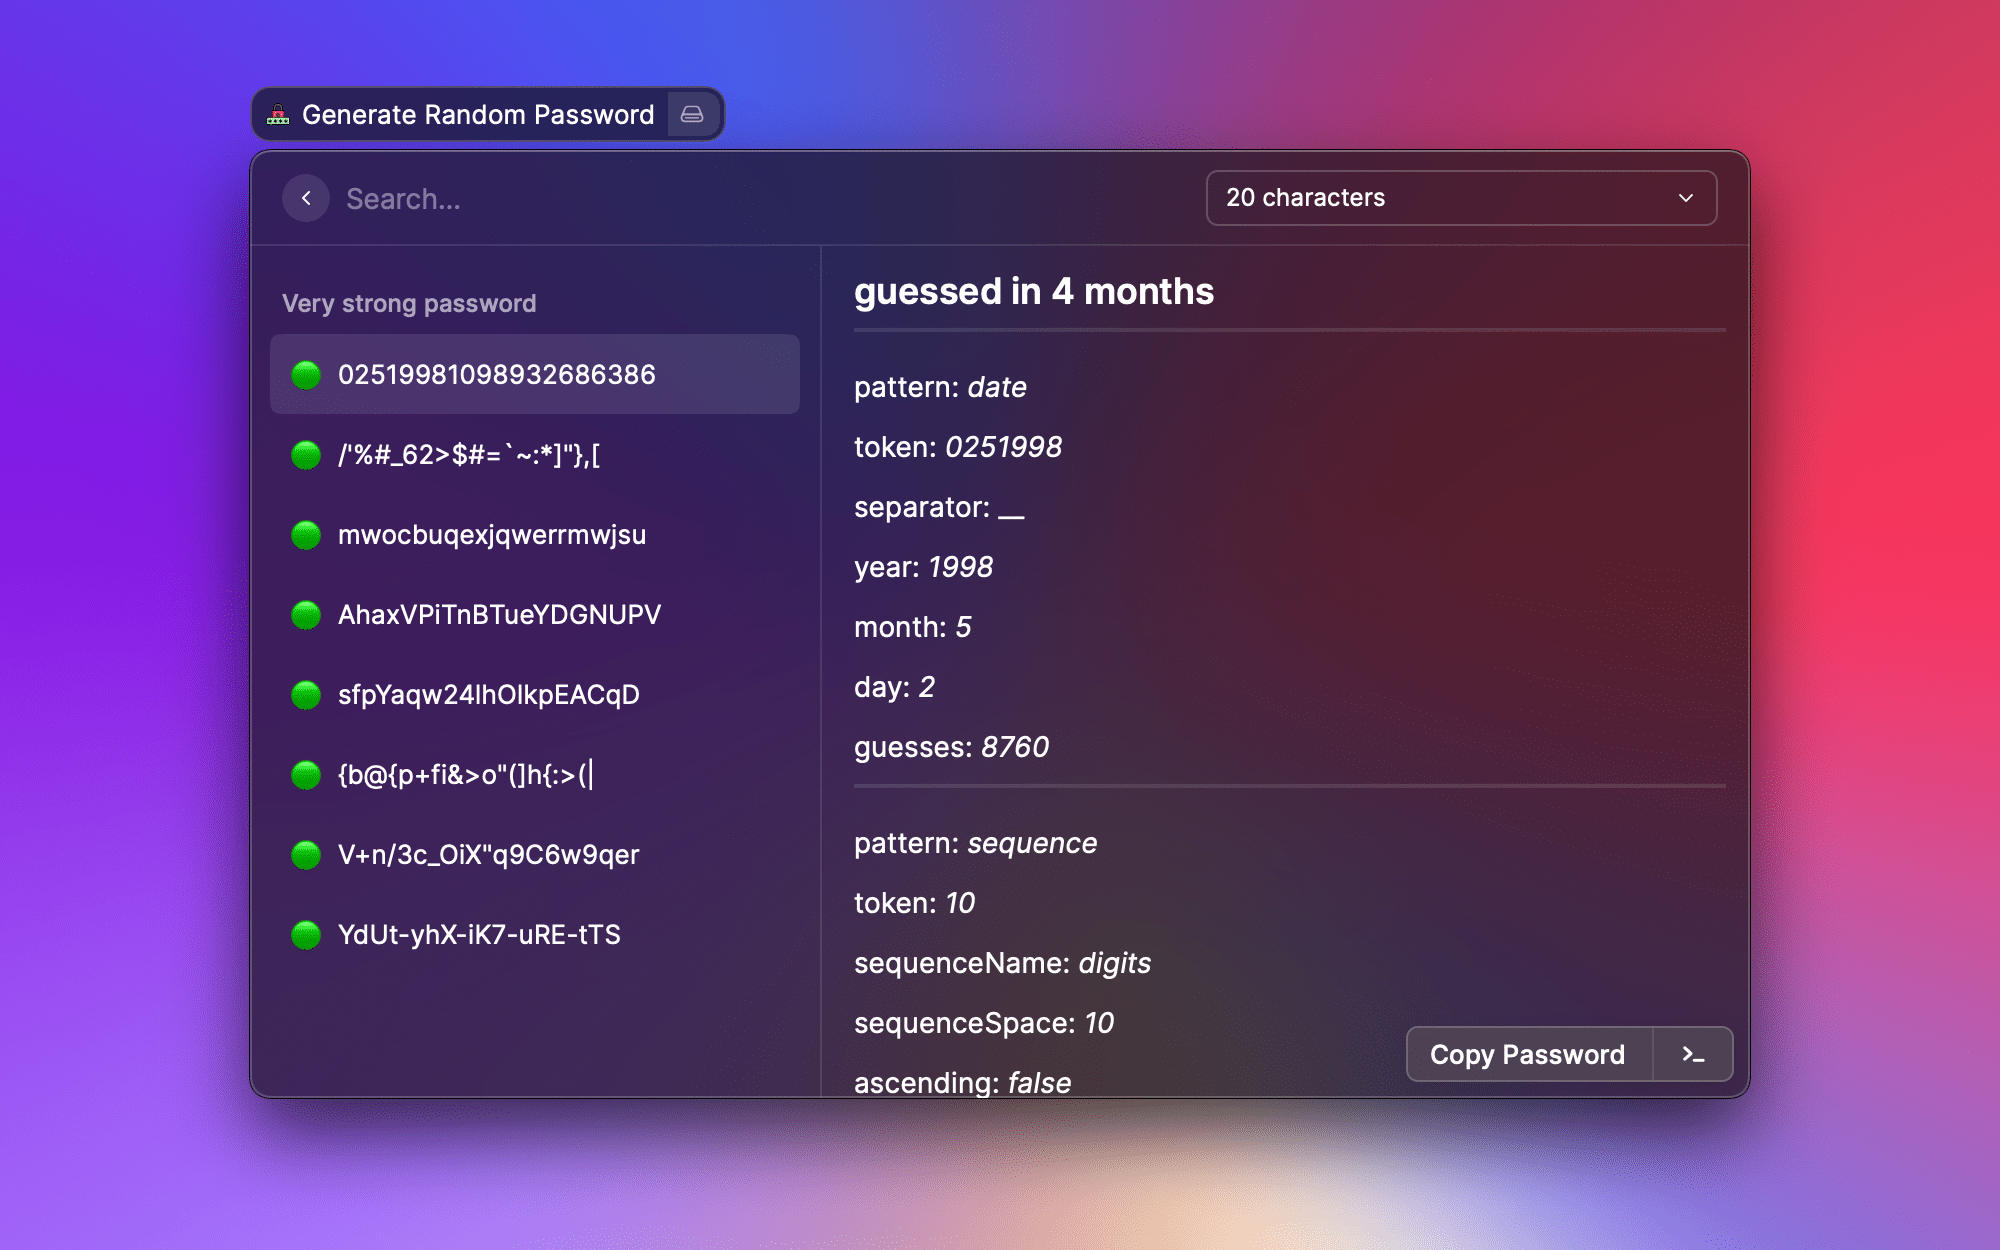 Generate Random Password
Search...
20 characters
Very strong password
02519981098932686386
/'%#_62>$#=`~:*]"},[
mwocbuqexjqwerrmwjsu
AhaxVPiTnBTueYDGNUPV
sfpYaqw24lhOlkpEACqD
{b@{p+fi&>o"(]h{:>(|
V+n/3c_OiX"q9C6w9qer
YdUt-yhX-iK7-uRE-tTS
guessed in 4 months
pattern: date
token: 0251998
separator: __
year: 1998
month: 5
day: 2
guesses: 8760
pattern: sequence
token: 10
sequenceName: digits
sequenceSpace: 10
ascending: false
Copy Password